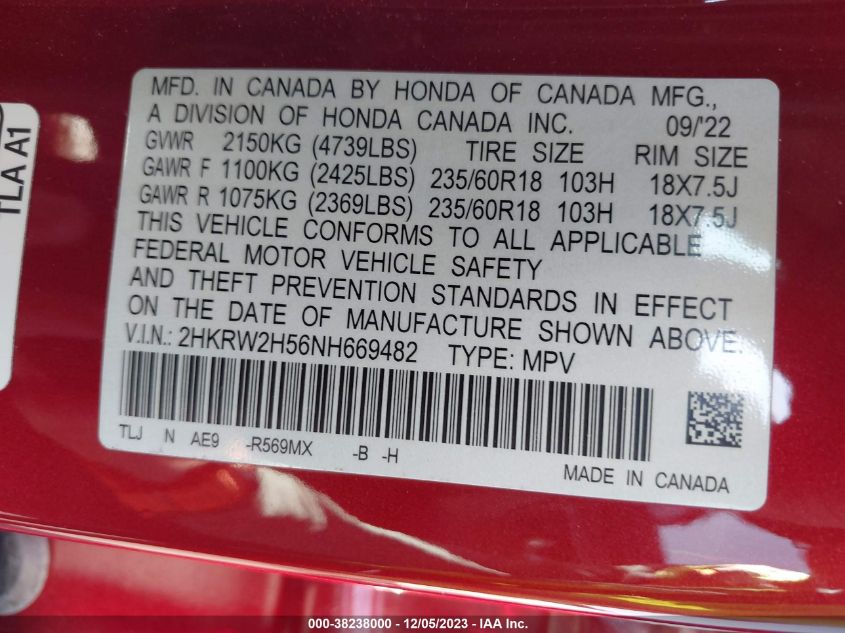 MFD. IN CANADA BY HONDA OF CANADA MFG.,
A DIVISION OF HONDA CANADA INC. 09/'22
GVWR 2150KG (4739LBS) TIRE SIZE RIM SIZE
GAWR F 1100KG (2425LBS) 235/60R18 103H 18X7.5J
GAWR R 1075KG (2369LBS) 235/60R18 103H 18X7.5J
THIS VEHICLE CONFORMS TO ALL APPLICABLE
FEDERAL MOTOR VEHICLE SAFETY
AND THEFT PREVENTION STANDARDS IN EFFECT
ON THE DATE OF MANUFACTURE SHOWN ABOVE.
V.I.N.: 2HKRW2H56NH669482 TYPE: MPV
TLJ N AE9 -R569MX -B -H
MADE IN CANADA
TLA A1
000-38238000 - 12/05/2023 - IAA Inc.